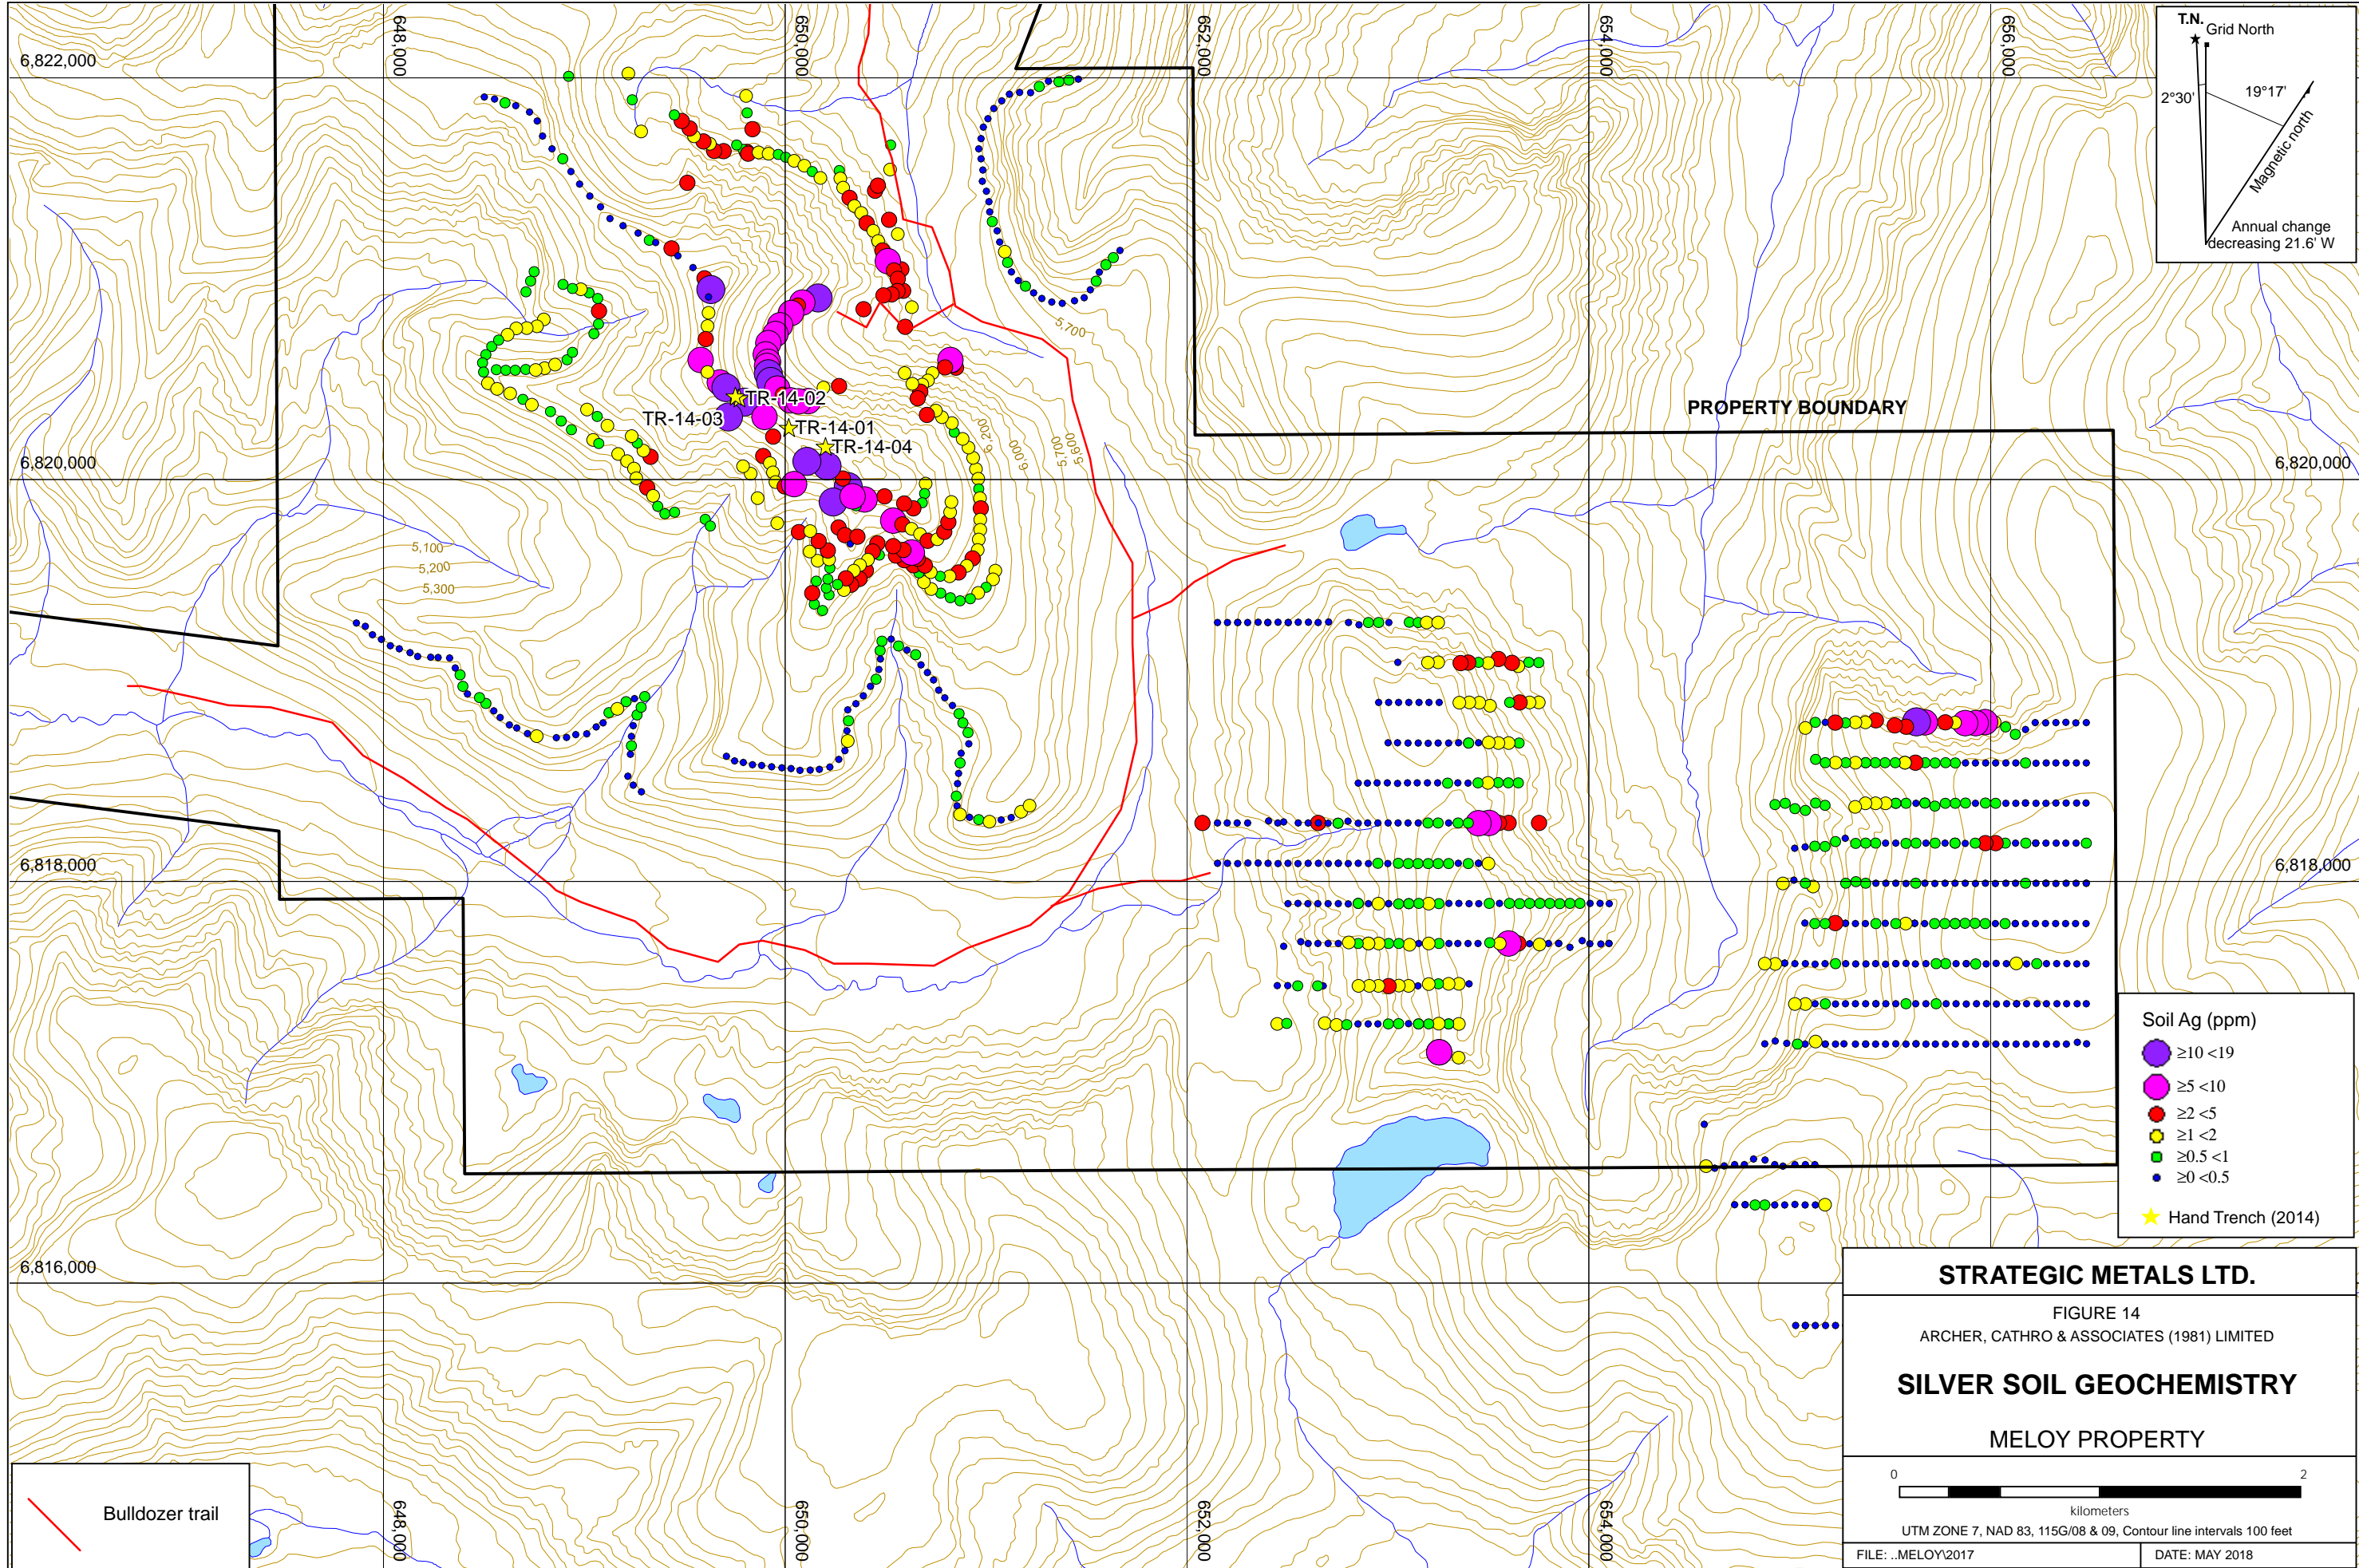 648,000
650,000
652,000
654,000
656,000
6,822,000
T.N.
Grid North
2°30'
19°17'
Magnetic north
Annual change
decreasing 21.6' W
5,700
PROPERTY BOUNDARY
TR-14-02
TR-14-03
TR-14-01
TR-14-04
6,200
6,000
5,700
5,600
6,820,000
6,820,000
5,100
5,200
5,300
6,818,000
6,818,000
Soil Ag (ppm)
≥10 <19
≥5 <10
≥2 <5
≥1 <2
≥0.5 <1
≥0 <0.5
Hand Trench (2014)
6,816,000
STRATEGIC METALS LTD.
FIGURE 14
ARCHER, CATHRO & ASSOCIATES (1981) LIMITED
SILVER SOIL GEOCHEMISTRY
MELOY PROPERTY
0 2
kilometers
UTM ZONE 7, NAD 83, 115G/08 & 09, Contour line intervals 100 feet
FILE: ..MELOY\2017 DATE: MAY 2018
Bulldozer trail
648,000
650,000
652,000
654,000